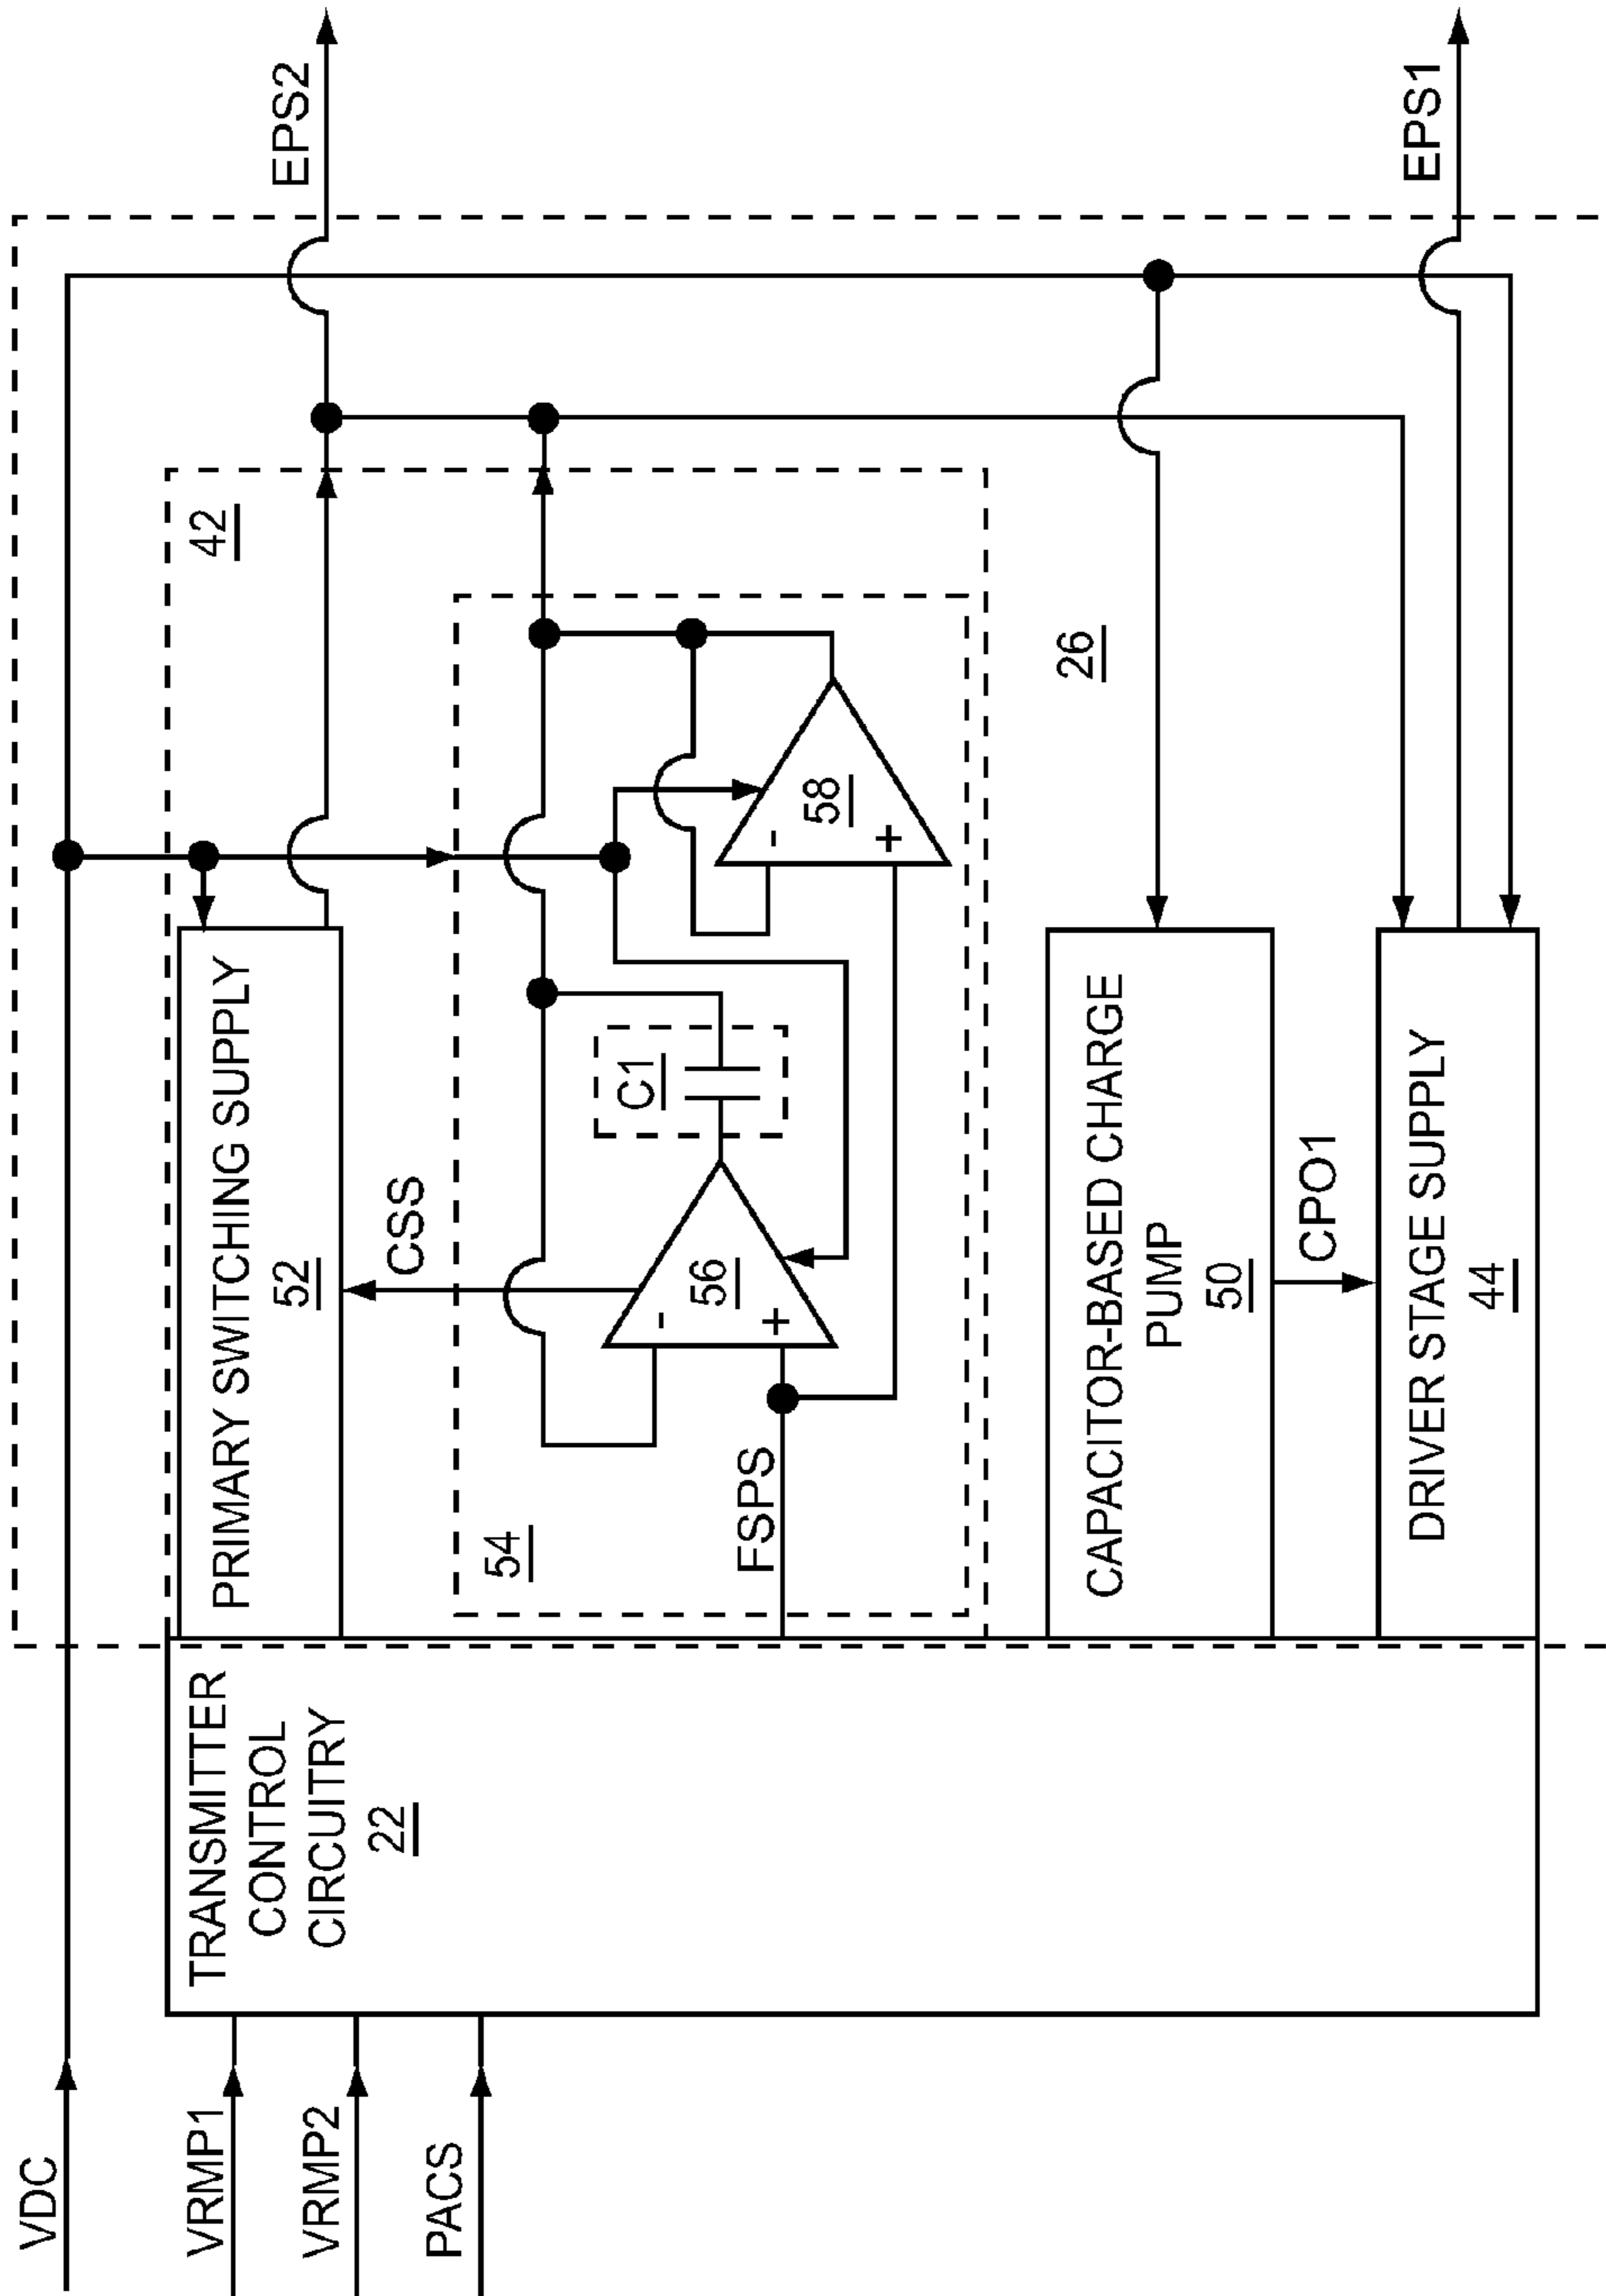 VDC
VRMP1
VRMP2
PACS
TRANSMITTER
CONTROL
CIRCUITRY
22
PRIMARY SWITCHING SUPPLY
52
42
EPS2
CSS
54
FSPS
-
+
56
C1
-
+
58
26
CAPACITOR-BASED CHARGE
PUMP
50
CPO1
DRIVER STAGE SUPPLY
44
EPS1